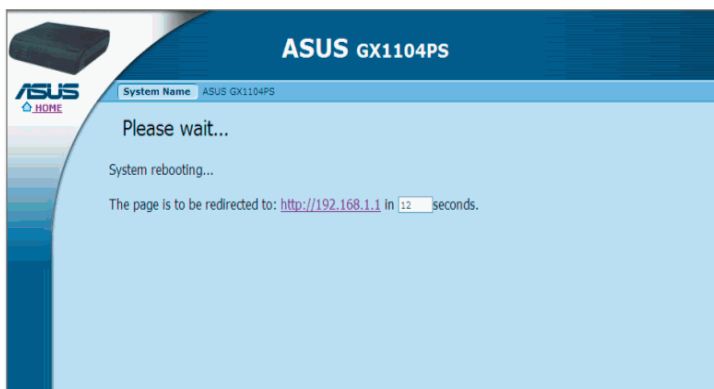 ASUS GX1104PS
ASUS
HOME
System Name ASUS GX1104PS
Please wait...
System rebooting...
The page is to be redirected to: http://192.168.1.1 in 12 seconds.